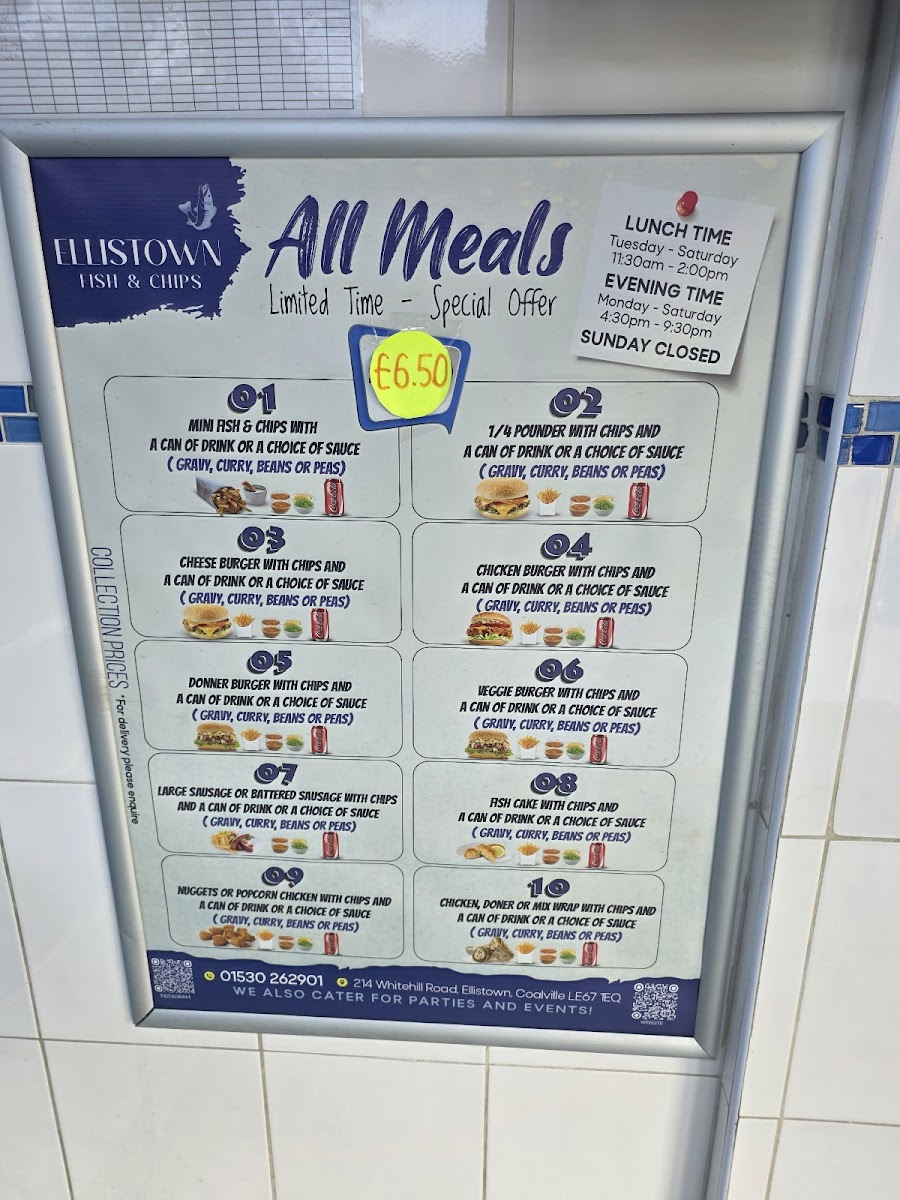 ELLISTOWN
FISH & CHIPS
All Meals
Limited Time - Special Offer
£6.50
LUNCH TIME
Tuesday - Saturday
11:30am - 2:00pm
EVENING TIME
Monday - Saturday
4:30pm - 9:30pm
SUNDAY CLOSED
01
MINI FISH & CHIPS WITH
A CAN OF DRINK OR A CHOICE OF SAUCE
( GRAVY, CURRY, BEANS OR PEAS)
02
1/4 POUNDER WITH CHIPS AND
A CAN OF DRINK OR A CHOICE OF SAUCE
( GRAVY, CURRY, BEANS OR PEAS)
03
CHEESE BURGER WITH CHIPS AND
A CAN OF DRINK OR A CHOICE OF SAUCE
( GRAVY, CURRY, BEANS OR PEAS)
04
CHICKEN BURGER WITH CHIPS AND
A CAN OF DRINK OR A CHOICE OF SAUCE
( GRAVY, CURRY, BEANS OR PEAS)
05
DONNER BURGER WITH CHIPS AND
A CAN OF DRINK OR A CHOICE OF SAUCE
( GRAVY, CURRY, BEANS OR PEAS)
06
VEGGIE BURGER WITH CHIPS AND
A CAN OF DRINK OR A CHOICE OF SAUCE
( GRAVY, CURRY, BEANS OR PEAS)
07
LARGE SAUSAGE OR BATTERED SAUSAGE WITH CHIPS
AND A CAN OF DRINK OR A CHOICE OF SAUCE
( GRAVY, CURRY, BEANS OR PEAS)
08
FISH CAKE WITH CHIPS AND
A CAN OF DRINK OR A CHOICE OF SAUCE
( GRAVY, CURRY, BEANS OR PEAS)
09
NUGGETS OR POPCORN CHICKEN WITH CHIPS AND
A CAN OF DRINK OR A CHOICE OF SAUCE
( GRAVY, CURRY, BEANS OR PEAS)
10
CHICKEN, DONER OR MIX WRAP WITH CHIPS AND
A CAN OF DRINK OR A CHOICE OF SAUCE
( GRAVY, CURRY, BEANS OR PEAS)
COLLECTION PRICES *For delivery please enquire
INSTAGRAM
01530 262901 214 Whitehill Road, Ellistown, Coalville LE67 1EQ
WE ALSO CATER FOR PARTIES AND EVENTS!
WEBSITE